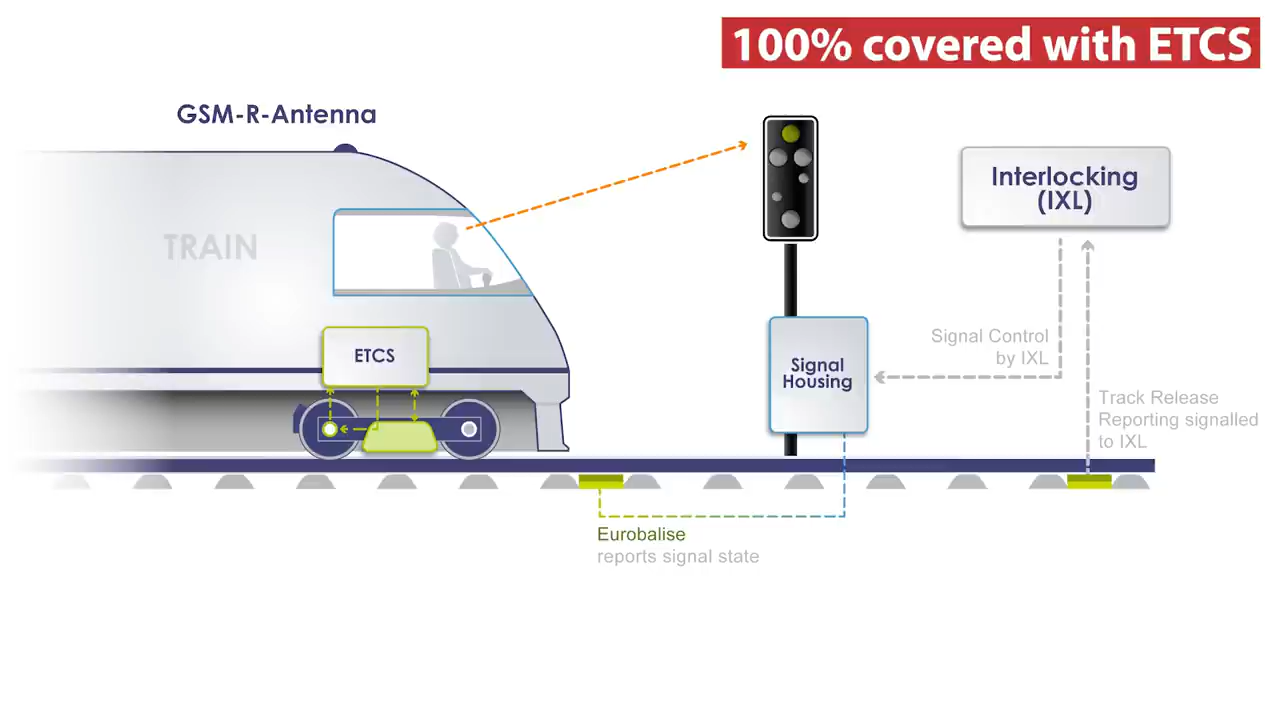 100% covered with ETCS
GSM-R-Antenna
Interlocking
(IXL)
TRAIN
Signal Control
by IXL
ETCS
Signal
Housing
Track Release
Reporting signalled
to IXL
Eurobalise
reports signal state